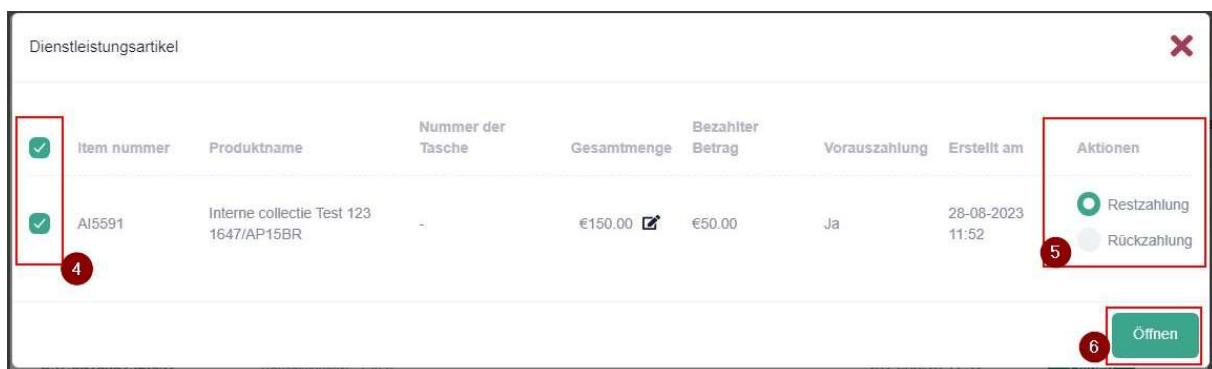 Dienstleistungsartikel
Item nummer
Produktname
Nummer der
Tasche
Gesamtmenge
Bezahlter
Betrag
Vorauszahlung
Erstellt am
Aktionen
AI5591
Interne collectie Test 123
1647/AP15BR
-
€150.00
€50.00
Ja
28-08-2023
11:52
Restzahlung
Rückzahlung
4
5
6
Öffnen